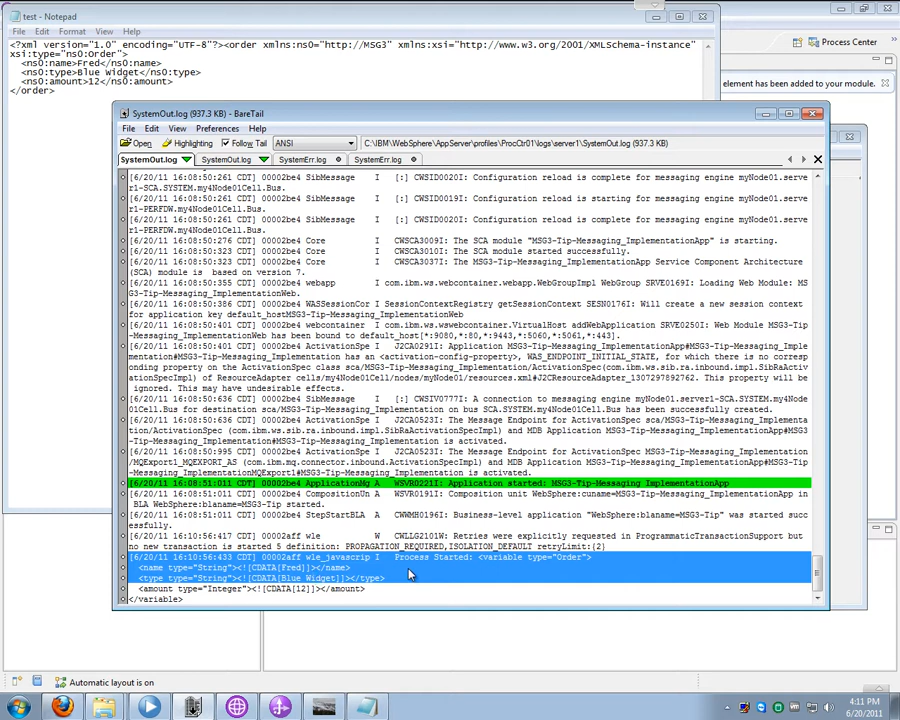 test - Notepad
File Edit Format View Help
Process Center
<?xml version="1.0" encoding="UTF-8"?><order xmlns:ns0="http://MSG3" xmlns:xsi="http://www.w3.org/2001/XMLSchema-instance"
xsi:type="ns0:order">
<ns0:name>Fred</ns0:name>
<ns0:type>Blue Widget</ns0:type>
<ns0:amount>12</ns0:amount>
</order>
element has been added to your module.
SystemOut.log (937.3 KB) - BareTail
File Edit View Preferences Help
Open Highlighting Follow Tail ANSI C:\IBM\WebSphere\AppServer\profiles\ProcCtr01\logs\server1\SystemOut.log (937.3 KB)
SystemOut.log SystemOut.log SystemErr.log SystemErr.log
[6/20/11 16:08:50:261 CDT] 00002be4 SibMessage I [:] CWSID0020I: Configuration reload is complete for messaging engine myNode01.serve
r1-SCA.SYSTEM.my4Node01Cell.Bus.
[6/20/11 16:08:50:261 CDT] 00002be4 SibMessage I [:] CWSID0019I: Configuration reload is starting for messaging engine myNode01.serve
r1-PERFDW.my4Node01Cell.Bus.
[6/20/11 16:08:50:261 CDT] 00002be4 SibMessage I [:] CWSID0020I: Configuration reload is complete for messaging engine myNode01.serve
r1-PERFDW.my4Node01Cell.Bus.
[6/20/11 16:08:50:276 CDT] 00002be4 Core I CWSCA3009I: The SCA module "MSG3-Tip-Messaging_ImplementationApp" is starting.
[6/20/11 16:08:50:323 CDT] 00002be4 Core I CWSCA3010I: The SCA module started successfully.
[6/20/11 16:08:50:323 CDT] 00002be4 Core I CWSCA3037I: The MSG3-Tip-Messaging_ImplementationApp Service Component Architecture
(SCA) module is  based on version 7.
[6/20/11 16:08:50:355 CDT] 00002be4 webapp I com.ibm.ws.webcontainer.webapp.WebGroupImpl WebGroup SRVE0169I: Loading Web Module: MS
G3-Tip-Messaging_ImplementationWeb.
[6/20/11 16:08:50:386 CDT] 00002be4 WASSessionCor I SessionContextRegistry getSessionContext SESN0176I: Will create a new session context
for application key default_hostMSG3-Tip-Messaging_ImplementationWeb
[6/20/11 16:08:50:401 CDT] 00002be4 webcontainer I com.ibm.ws.wswebcontainer.VirtualHost addWebApplication SRVE0250I: Web Module MSG3-Tip
-Messaging_ImplementationWeb has been bound to default_host[*:9080,*:80,*:9443,*:5060,*:5061,*:443].
[6/20/11 16:08:50:401 CDT] 00002be4 ActivationSpe I J2CA0291I: Application MSG3-Tip-Messaging_ImplementationApp#MSG3-Tip-Messaging_Imple
mentation#MSG3-Tip-Messaging_Implementation has an <activation-config-property>, WAS_ENDPOINT_INITIAL_STATE, for which there is no corresp
onding property on the ActivationSpec class sca/MSG3-Tip-Messaging_Implementation/ActivationSpec(com.ibm.ws.sib.ra.inbound.impl.SibRaActiv
ationSpecImpl) of ResourceAdapter cells/my4Node01Cell/nodes/myNode01/resources.xml#J2CResourceAdapter_1307297892762. This property will be
ignored. This may have undesirable effects.
[6/20/11 16:08:50:636 CDT] 00002be4 SibMessage I [:] CWSIV0777I: A connection to messaging engine myNode01.server1-SCA.SYSTEM.my4Node
01Cell.Bus for destination sca/MSG3-Tip-Messaging_Implementation on bus SCA.SYSTEM.my4Node01Cell.Bus has been successfully created.
[6/20/11 16:08:50:636 CDT] 00002be4 ActivationSpe I J2CA0523I: The Message Endpoint for ActivationSpec sca/MSG3-Tip-Messaging_Implementa
tion/ActivationSpec (com.ibm.ws.sib.ra.inbound.impl.SibRaActivationSpecImpl) and MDB Application MSG3-Tip-Messaging_ImplementationApp#MSG3
-Tip-Messaging_Implementation#MSG3-Tip-Messaging_Implementation is activated.
[6/20/11 16:08:50:995 CDT] 00002be4 ActivationSpe I J2CA0523I: The Message Endpoint for ActivationSpec MSG3-Tip-Messaging_Implementation
/MQExport1_MQEXPORT_AS (com.ibm.mq.connector.inbound.ActivationSpecImpl) and MDB Application MSG3-Tip-Messaging_ImplementationApp#MSG3-Tip
-Messaging_ImplementationMQExport1#MSG3-Tip-Messaging_Implementation is activated.
[6/20/11 16:08:51:011 CDT] 00002be4 ApplicationMg A WSVR0221I: Application started: MSG3-Tip-Messaging_ImplementationApp
[6/20/11 16:08:51:011 CDT] 00002be4 CompositionUn A WSVR0191I: Composition unit WebSphere:cuname=MSG3-Tip-Messaging_ImplementationApp in
BLA WebSphere:blaname=MSG3-Tip started.
[6/20/11 16:08:51:011 CDT] 00002be4 StepStartBLA A CWWMH0196I: Business-level application "WebSphere:blaname=MSG3-Tip" was started succe
ssfully.
[6/20/11 16:10:56:417 CDT] 00002aff wle W CWLLG2101W: Retries were explicitly requested in ProgrammaticTransactionSupport but
no new transaction is started 5 definition: PROPAGATION_REQUIRED,ISOLATION_DEFAULT retryLimit:{2}
[6/20/11 16:10:56:433 CDT] 00002aff wle_javascrip I Process Started: <variable type="Order">
<name type="String"><![CDATA[Fred]]></name>
<type type="String"><![CDATA[Blue Widget]]></type>
<amount type="Integer"><![CDATA[12]]></amount>
</variable>
Automatic layout is on
4:11 PM
6/20/2011